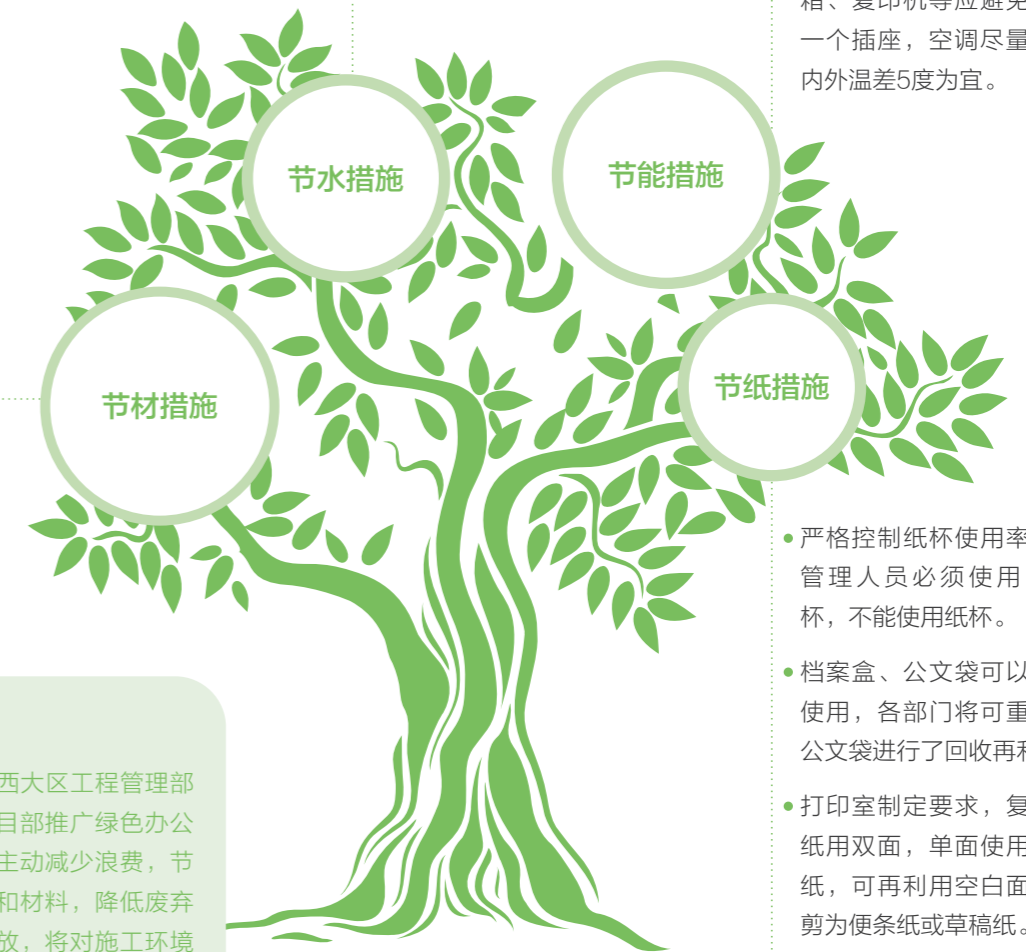 箱、复印机等应避免
一个插座，空调尽量
内外温差5度为宜。
节水措施
节能措施
节材措施
节纸措施
严格控制纸杯使用率
管理人员必须使用
杯，不能使用纸杯。
档案盒、公文袋可以
使用，各部门将可重
公文袋进行了回收再
打印室制定要求，复
纸用双面，单面使用
纸，可再利用空白面
剪为便条纸或草稿纸。
西大区工程管理部
目部推广绿色办公
主动减少浪费，节
和材料，降低废弃
放，将对施工环境